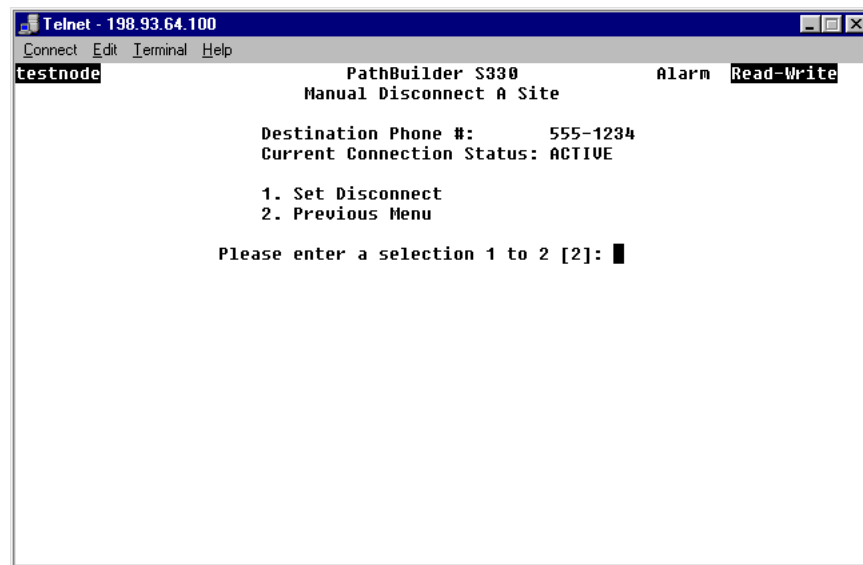 Telnet - 198.93.64.100
Connect Edit Terminal Help
testnode PathBuilder S330 Alarm Read-Write
Manual Disconnect A Site
Destination Phone #: 555-1234
Current Connection Status: ACTIVE
1. Set Disconnect
2. Previous Menu
Please enter a selection 1 to 2 [2]: